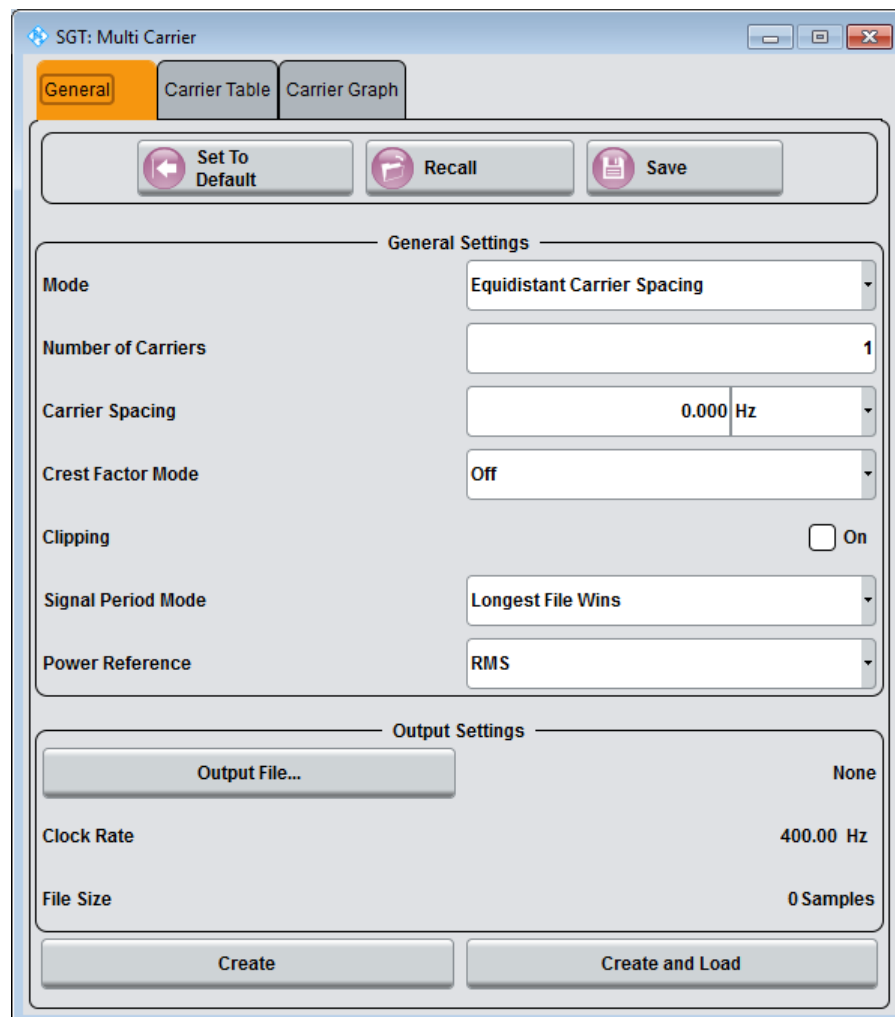 SGT: Multi Carrier
General Carrier Table Carrier Graph
Set To
Default
Recall
Save
General Settings
Mode Equidistant Carrier Spacing
Number of Carriers 1
Carrier Spacing 0.000 Hz
Crest Factor Mode Off
Clipping On
Signal Period Mode Longest File Wins
Power Reference RMS
Output Settings
Output File... None
Clock Rate 400.00 Hz
File Size 0 Samples
Create Create and Load